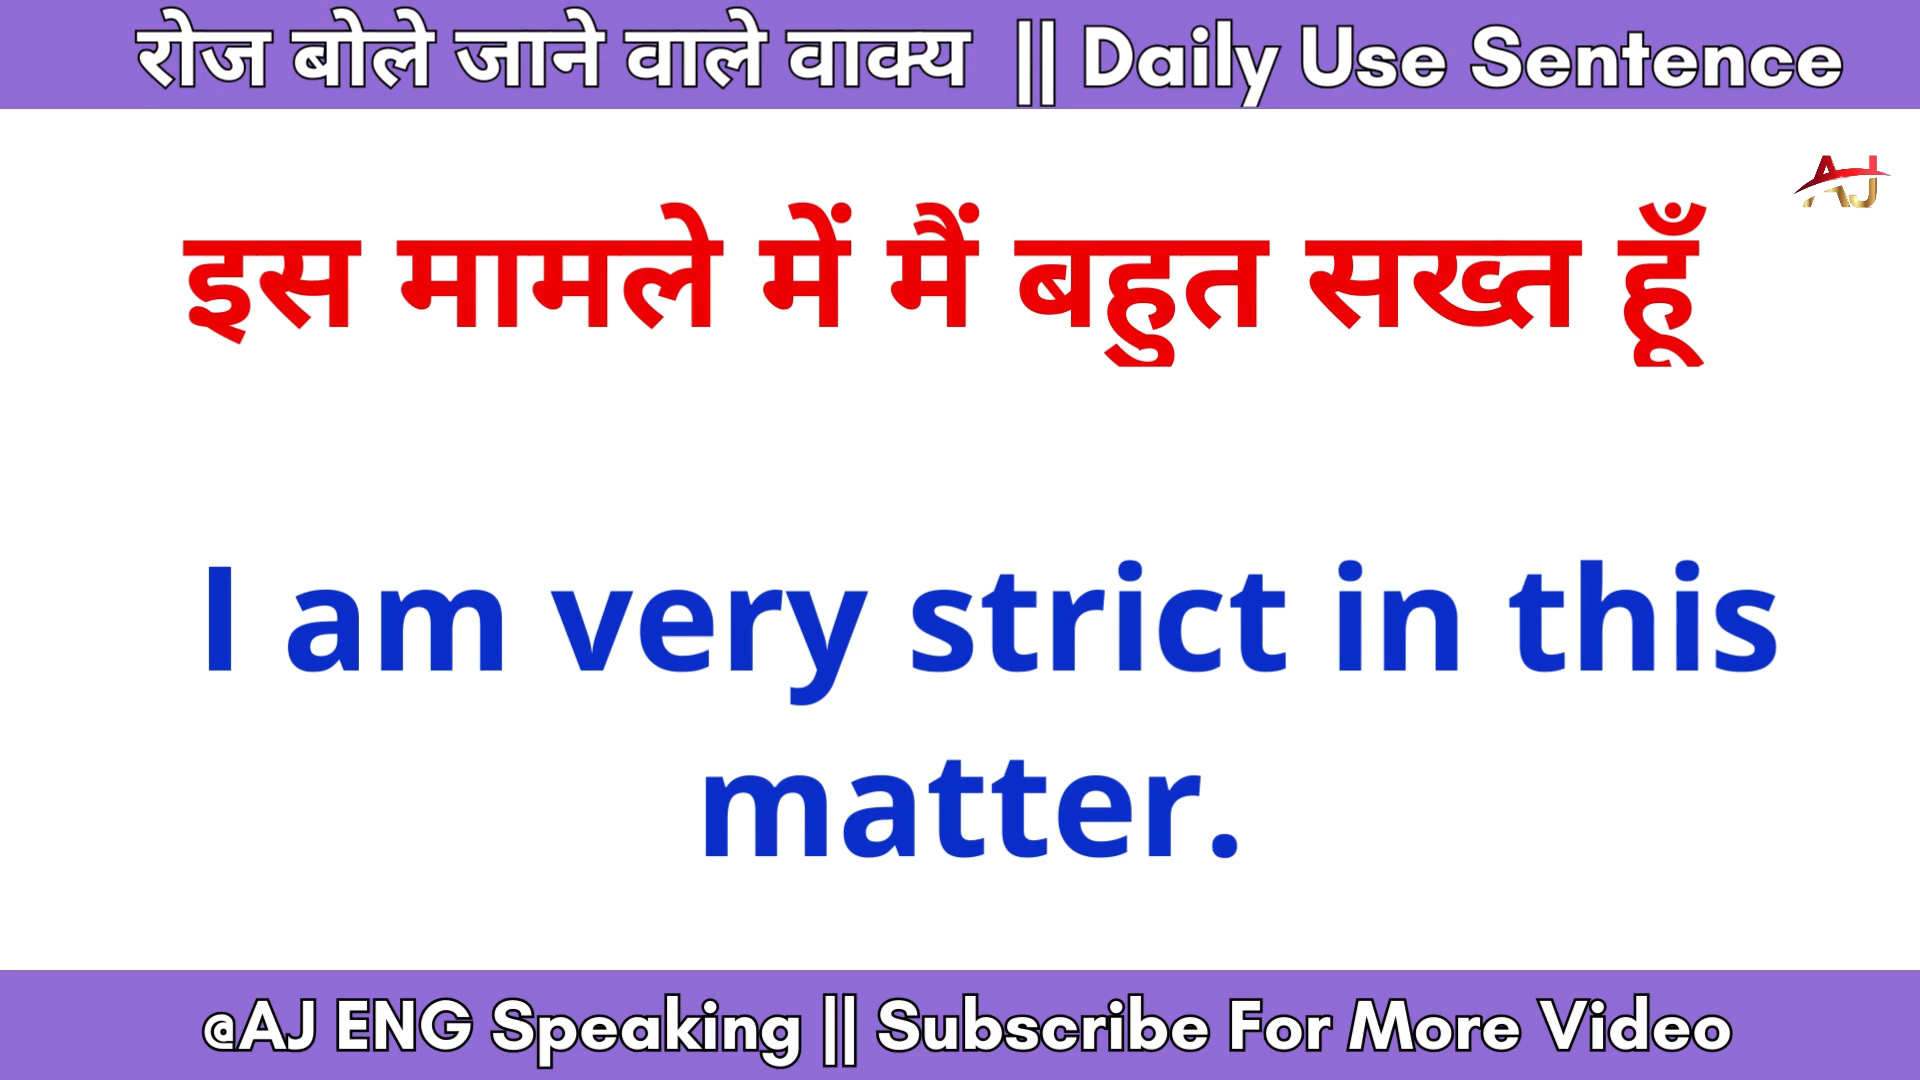 रोज बोले जाने वाले वाक्य || Daily Use Sentence
AJ
इस मामले में मैं बहुत सख्त हूँ
I am very strict in this
matter.
@AJ ENG Speaking || Subscribe For More Video